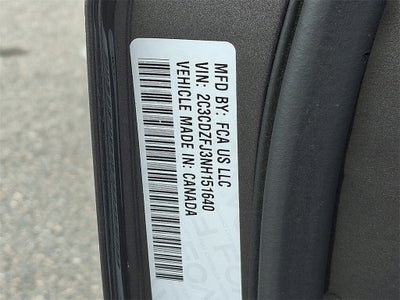 MFD BY: FCA US LLC
VIN: 2C3CDZFJ3NH151640
VEHICLE MADE IN: CANADA